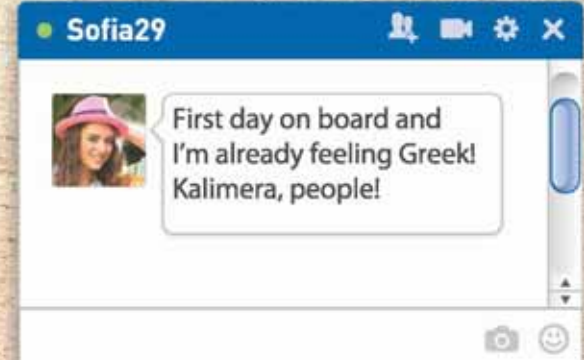 Sofia29
First day on board and
I'm already feeling Greek!
Kalimera, people!